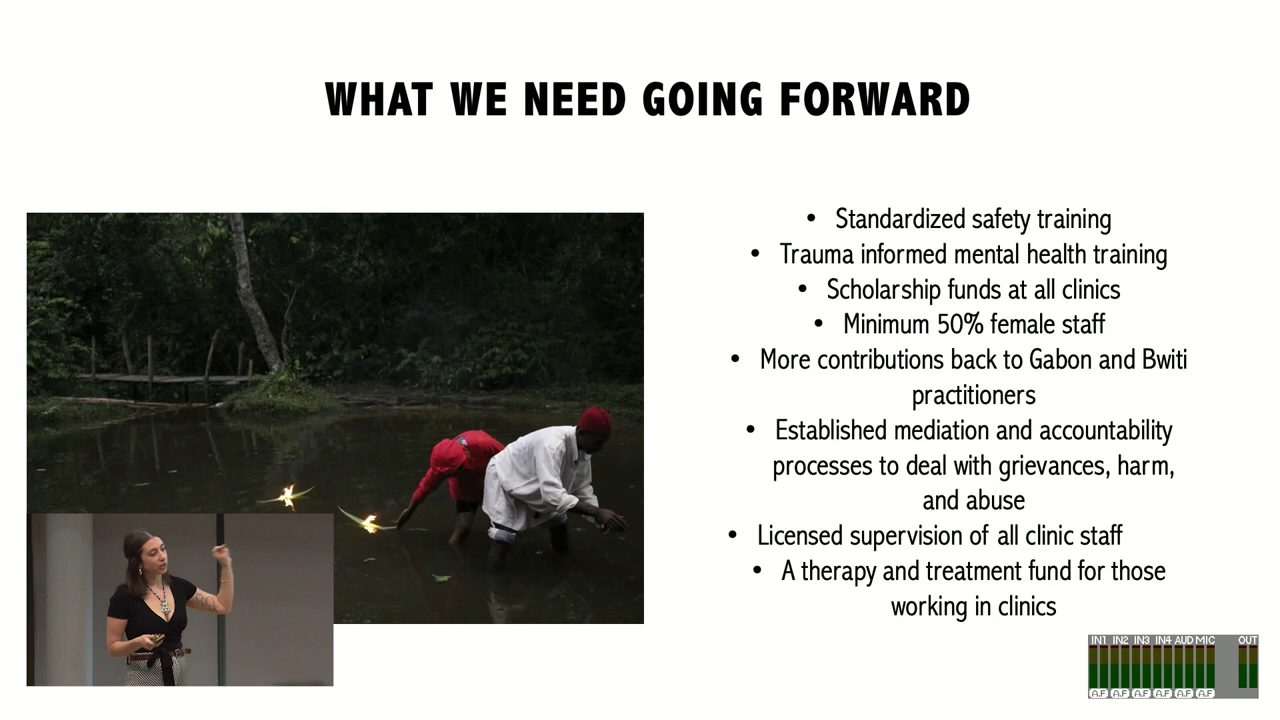 WHAT WE NEED GOING FORWARD
• Standardized safety training
• Trauma informed mental health training
• Scholarship funds at all clinics
• Minimum 50% female staff
• More contributions back to Gabon and Bwiti
practitioners
• Established mediation and accountability
processes to deal with grievances, harm,
and abuse
• Licensed supervision of all clinic staff
• A therapy and treatment fund for those
working in clinics
IN1 IN2 IN3 IN4 AUD MIC OUT
A.F A.F A.F A.F A.F A.F